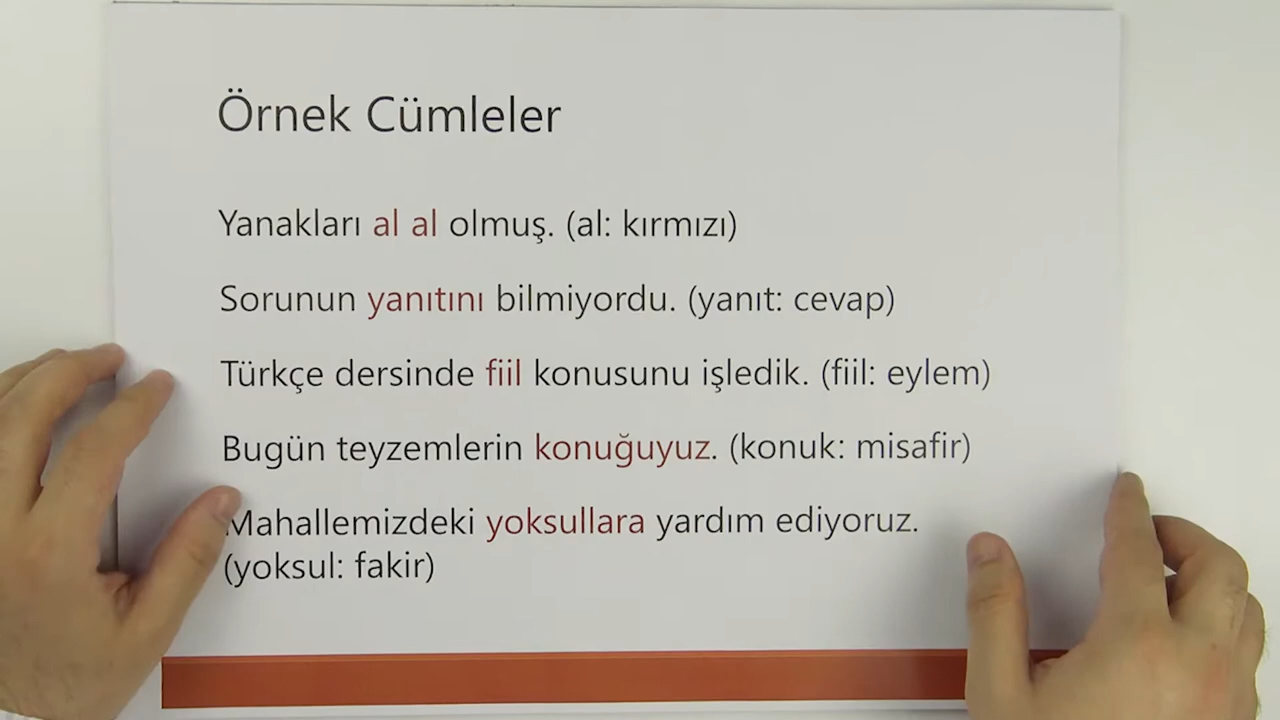 Örnek Cümleler
Yanakları al al olmuş. (al: kırmızı)
Sorunun yanıtını bilmiyordu. (yanıt: cevap)
Türkçe dersinde fiil konusunu işledik. (fiil: eylem)
Bugün teyzemlerin konuğuyuz. (konuk: misafir)
Mahallemizdeki yoksullara yardım ediyoruz.
(yoksul: fakir)